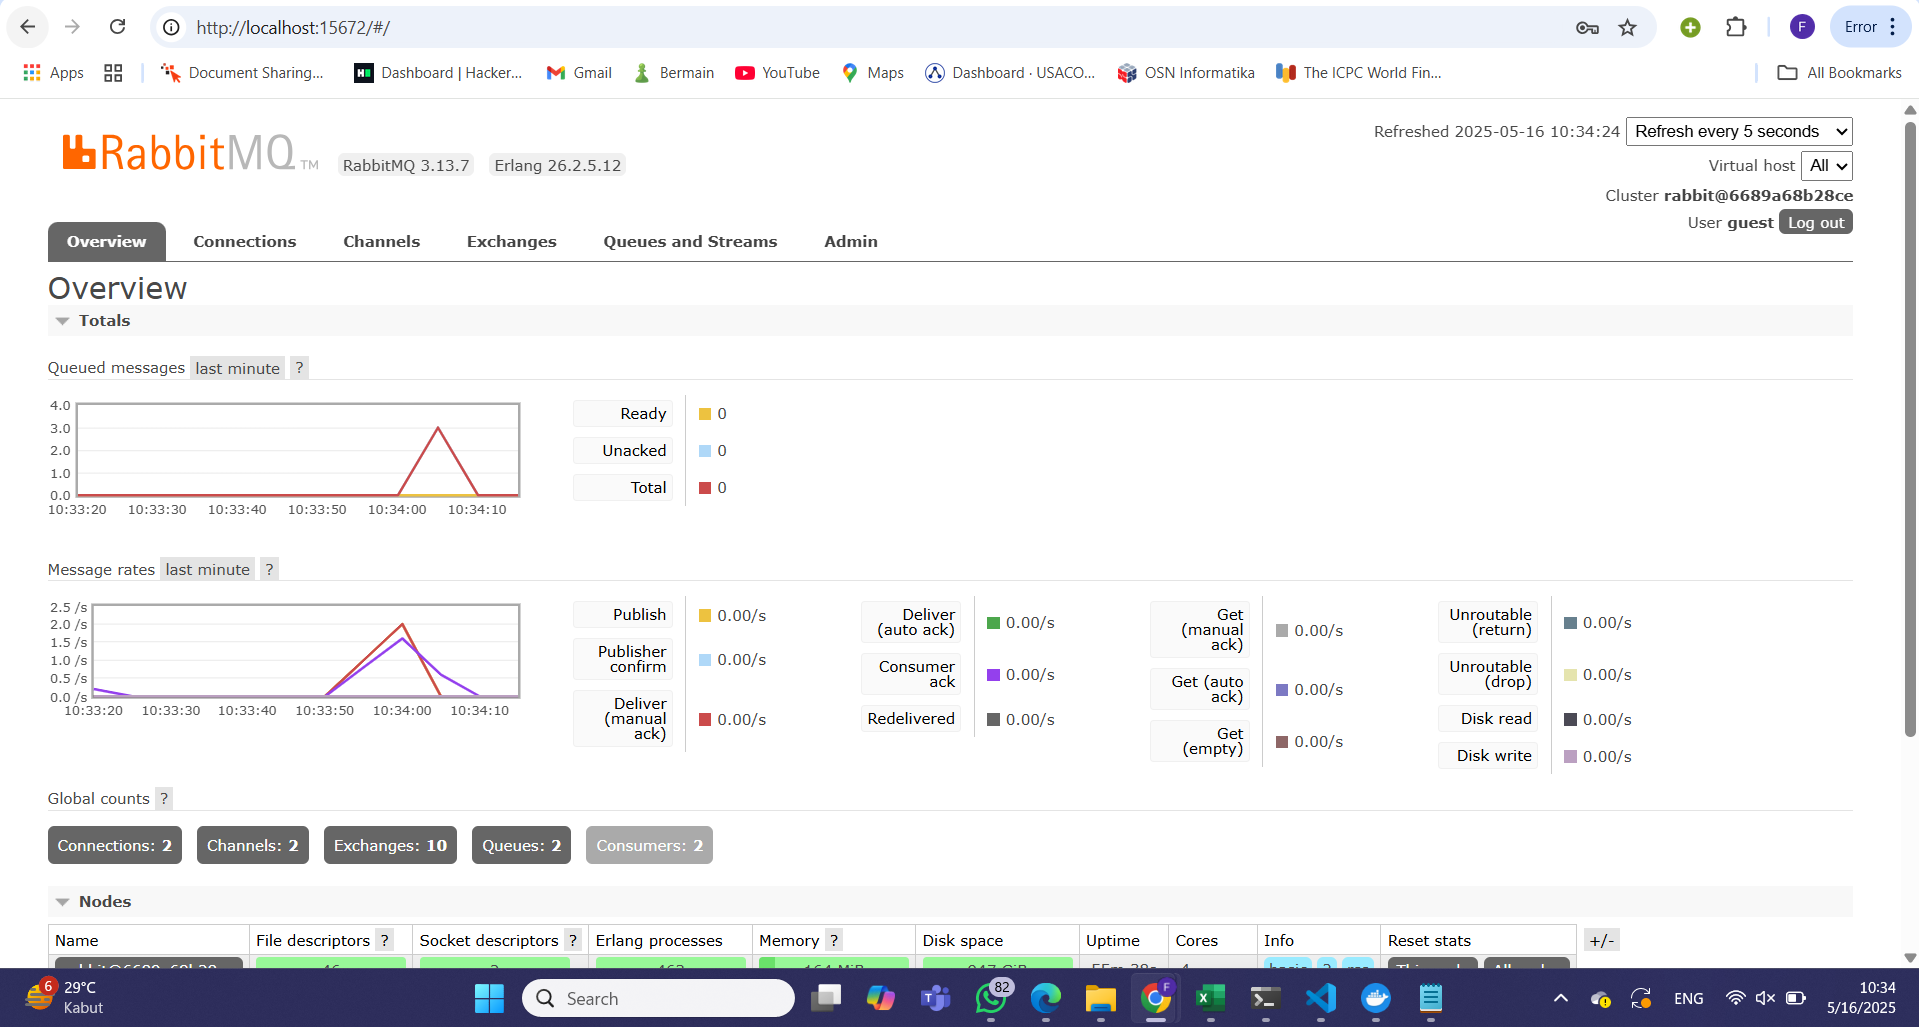 http://localhost:15672/#/
Error
Apps
Document Sharing...
Dashboard | Hacker...
Gmail
Bermain
YouTube
Maps
Dashboard · USACO...
OSN Informatika
The ICPC World Fin...
All Bookmarks
RabbitMQ TM
RabbitMQ 3.13.7
Erlang 26.2.5.12
Refreshed 2025-05-16 10:34:24
Refresh every 5 seconds
Virtual host All
Cluster rabbit@6689a68b28ce
User guest Log out
Overview
Connections
Channels
Exchanges
Queues and Streams
Admin
Overview
Totals
Queued messages last minute ?
4.0
3.0
2.0
1.0
0.0
10:33:20 10:33:30 10:33:40 10:33:50 10:34:00 10:34:10
Ready 0
Unacked 0
Total 0
Message rates last minute ?
2.5 /s
2.0 /s
1.5 /s
1.0 /s
0.5 /s
0.0 /s
10:33:20 10:33:30 10:33:40 10:33:50 10:34:00 10:34:10
Publish 0.00/s
Publisher
confirm 0.00/s
Deliver
(manual
ack) 0.00/s
Deliver
(auto ack) 0.00/s
Consumer
ack 0.00/s
Redelivered 0.00/s
Get
(manual
ack) 0.00/s
Get (auto
ack) 0.00/s
Get
(empty) 0.00/s
Unroutable
(return) 0.00/s
Unroutable
(drop) 0.00/s
Disk read 0.00/s
Disk write 0.00/s
Global counts ?
Connections: 2
Channels: 2
Exchanges: 10
Queues: 2
Consumers: 2
Nodes
Name
File descriptors ?
Socket descriptors ?
Erlang processes
Memory ?
Disk space
Uptime
Cores
Info
Reset stats
+/-
6
29°C
Kabut
Search
82
F
ENG
10:34
5/16/2025